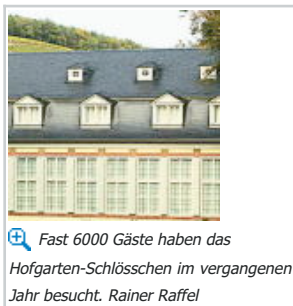 Fast 6000 Gäste haben das
Hofgarten-Schlösschen im vergangenen
Jahr besucht. Rainer Raffel